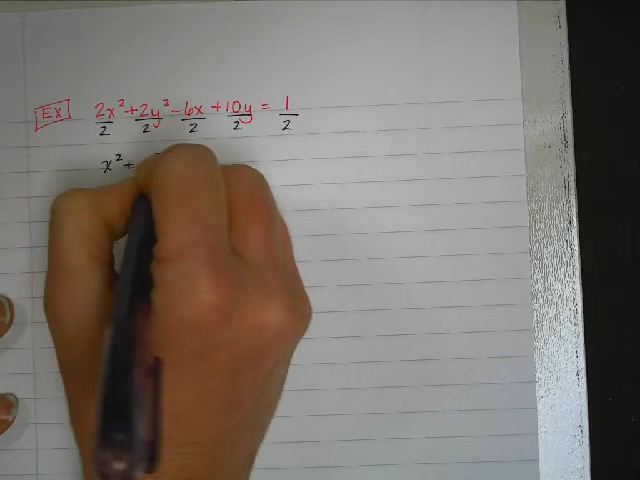 EX 2x² + 2y² - 6x + 10y = 1
2 2 2 2 2
x² +